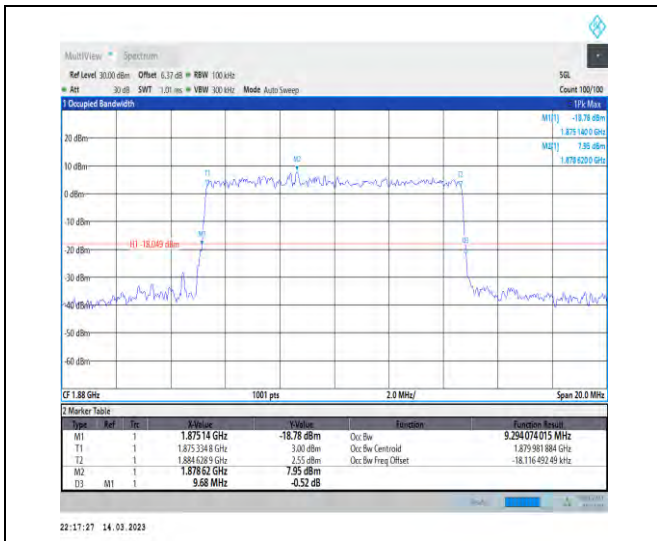 MultiView Spectrum
Ref Level 30.00 dBm Offset 6.37 dB RBW 100 kHz SGL
Att 30 dB SWT 1.01 ms VBW 300 kHz Mode Auto Sweep Count 100/100
1 Occupied Bandwidth 1Pk Max
M1[1] -18.78 dBm
1.875 140 0 GHz
M2[1] 7.95 dBm
1.878 620 0 GHz
20 dBm
10 dBm
0 dBm
-10 dBm
-20 dBm
-30 dBm
-40 dBm
-50 dBm
-60 dBm
T1
M2
T2
M1
D3
H1 -18.049 dBm
CF 1.88 GHz 1001 pts 2.0 MHz/ Span 20.0 MHz
2 Marker Table
Type Ref Trc X-Value Y-Value Function Function Result
M1 1 1.87514 GHz -18.78 dBm Occ Bw 9.294 074 015 MHz
T1 1 1.875 334 8 GHz 3.00 dBm Occ Bw Centroid 1.879 981 884 GHz
T2 1 1.884 628 9 GHz 2.55 dBm Occ Bw Freq Offset -18.116 492 49 kHz
M2 1 1.878 62 GHz 7.95 dBm
D3 M1 1 9.68 MHz -0.52 dB
22:17:27 14.03.2023